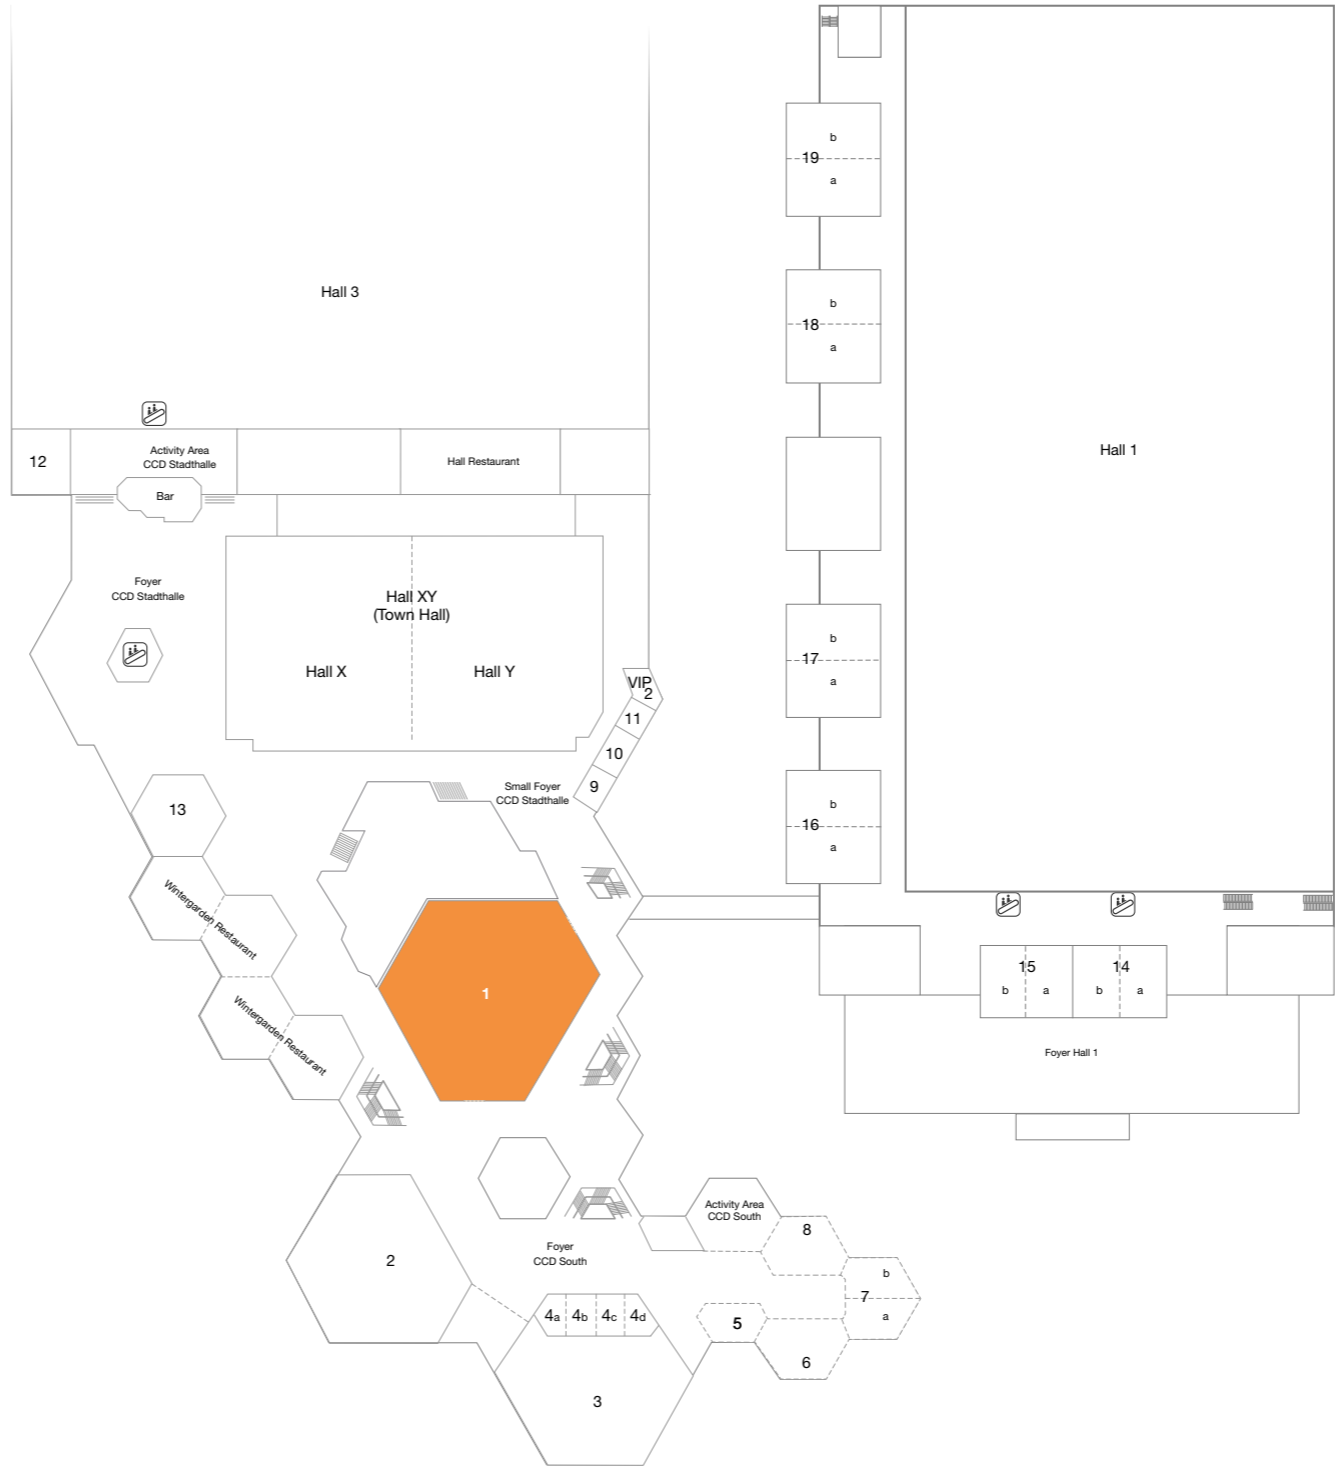 b
19
a
Hall 3
b
18
a
Hall 1
12
Activity Area
CCD Stadthalle
Hall Restaurant
Bar
Foyer
CCD Stadthalle
Hall XY
(Town Hall)
Hall X
Hall Y
b
17
a
VIP
2
11
10
9
Small Foyer
CCD Stadthalle
13
b
16
a
Wintergarden Restaurant
Wintergarden Restaurant
1
15
b
a
14
b
a
Foyer Hall 1
Activity Area
CCD South
8
Foyer
CCD South
2
b
7
a
4a
4b
4c
4d
5
6
3